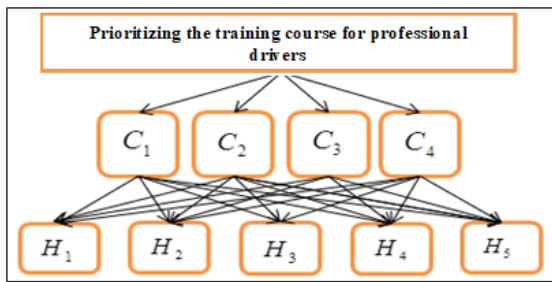 Prioritizing the training course for professional
drivers
C₁ C₂ C₃ C₄
H₁ H₂ H₃ H₄ H₅